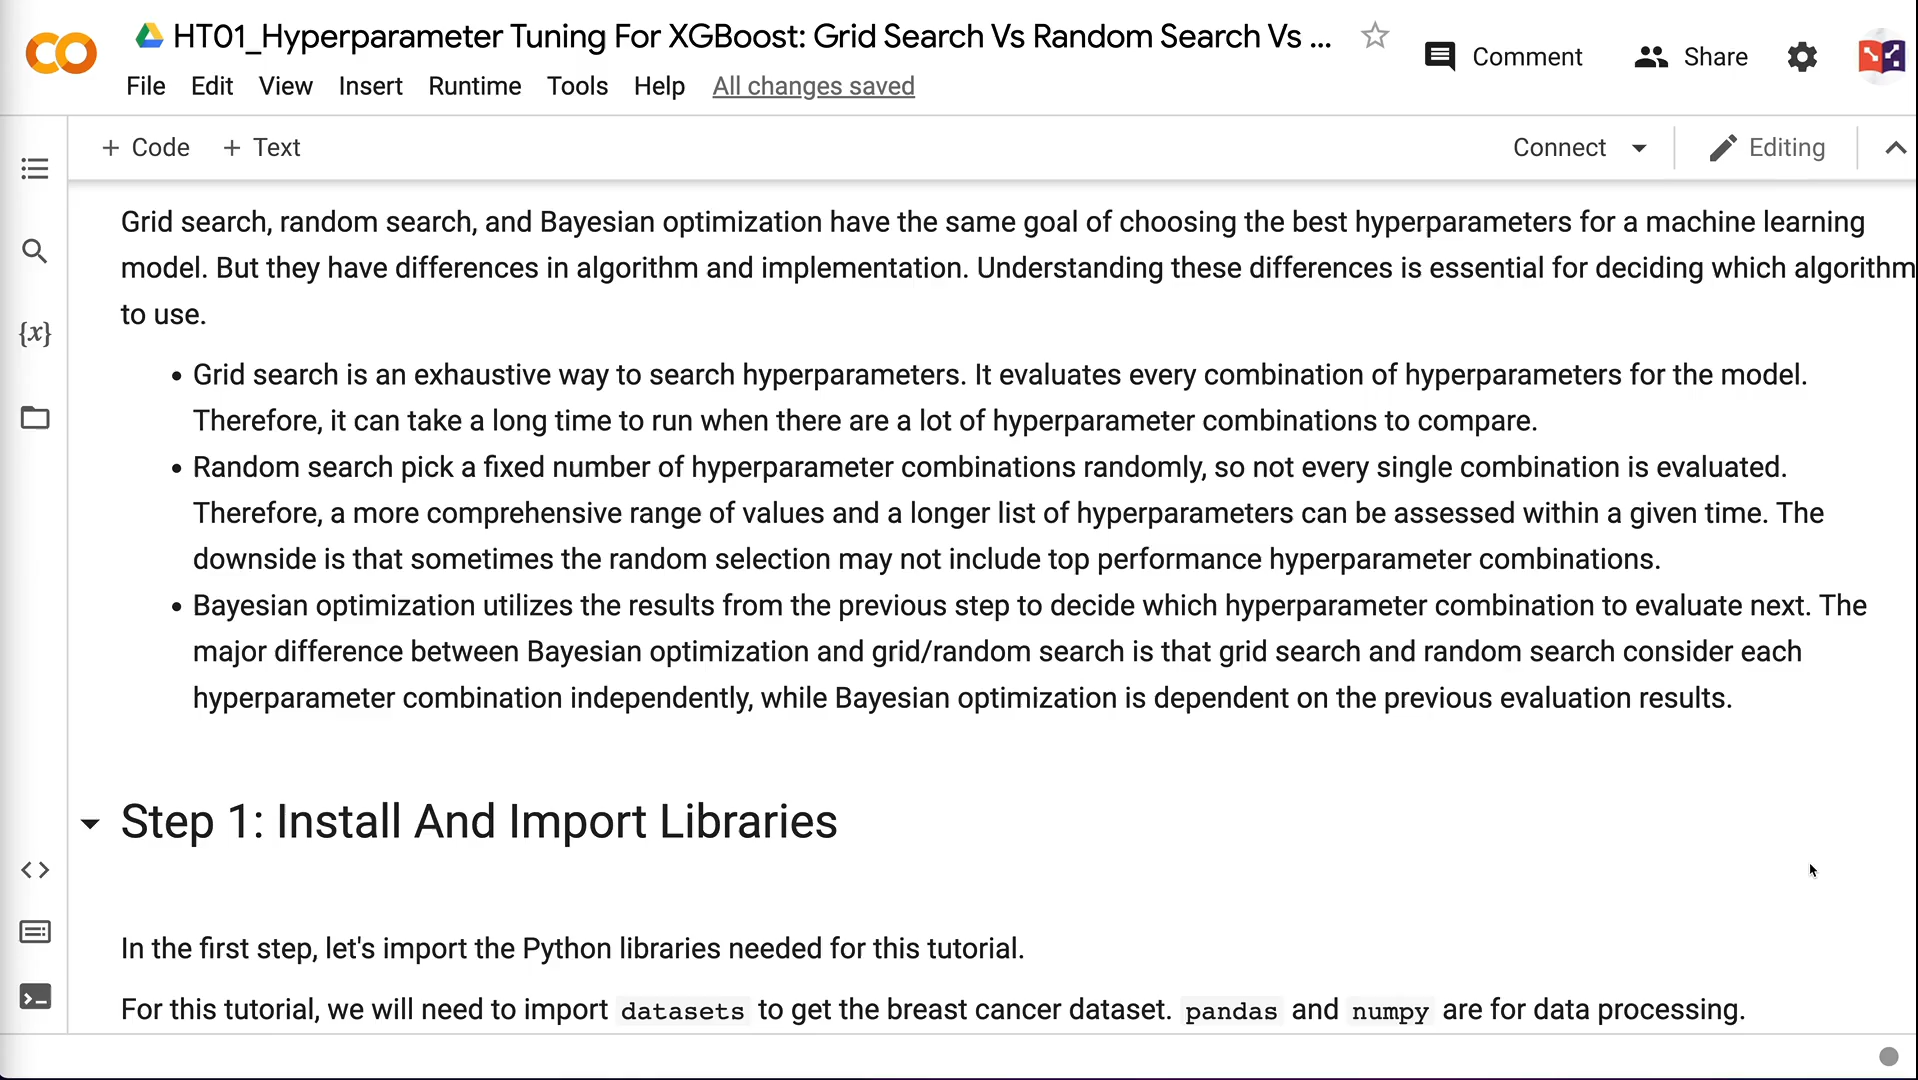 HT01_Hyperparameter Tuning For XGBoost: Grid Search Vs Random Search Vs ...
Comment
Share
File Edit View Insert Runtime Tools Help All changes saved
+ Code + Text
Connect
Editing
Grid search, random search, and Bayesian optimization have the same goal of choosing the best hyperparameters for a machine learning
model. But they have differences in algorithm and implementation. Understanding these differences is essential for deciding which algorithm
to use.
{x}
• Grid search is an exhaustive way to search hyperparameters. It evaluates every combination of hyperparameters for the model.
Therefore, it can take a long time to run when there are a lot of hyperparameter combinations to compare.
• Random search pick a fixed number of hyperparameter combinations randomly, so not every single combination is evaluated.
Therefore, a more comprehensive range of values and a longer list of hyperparameters can be assessed within a given time. The
downside is that sometimes the random selection may not include top performance hyperparameter combinations.
• Bayesian optimization utilizes the results from the previous step to decide which hyperparameter combination to evaluate next. The
major difference between Bayesian optimization and grid/random search is that grid search and random search consider each
hyperparameter combination independently, while Bayesian optimization is dependent on the previous evaluation results.
Step 1: Install And Import Libraries
In the first step, let's import the Python libraries needed for this tutorial.
For this tutorial, we will need to import datasets to get the breast cancer dataset. pandas and numpy are for data processing.